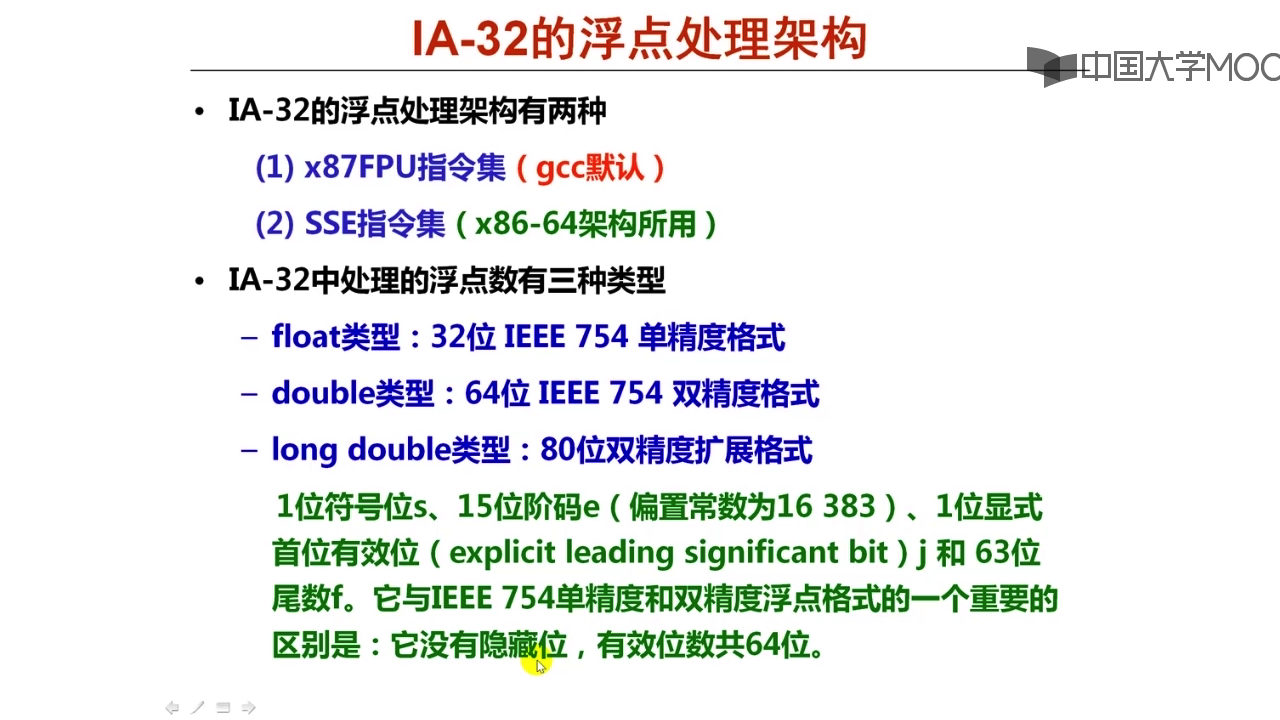 IA-32的浮点处理架构
中国大学MOO
• IA-32的浮点处理架构有两种
(1) x87FPU指令集（gcc默认）
(2) SSE指令集（x86-64架构所用）
• IA-32中处理的浮点数有三种类型
– float类型：32位 IEEE 754 单精度格式
– double类型：64位 IEEE 754 双精度格式
– long double类型：80位双精度扩展格式
1位符号位s、15位阶码e（偏置常数为16 383）、1位显式
首位有效位（explicit leading significant bit）j 和 63位
尾数f。它与IEEE 754单精度和双精度浮点格式的一个重要的
区别是：它没有隐藏位，有效位数共64位。